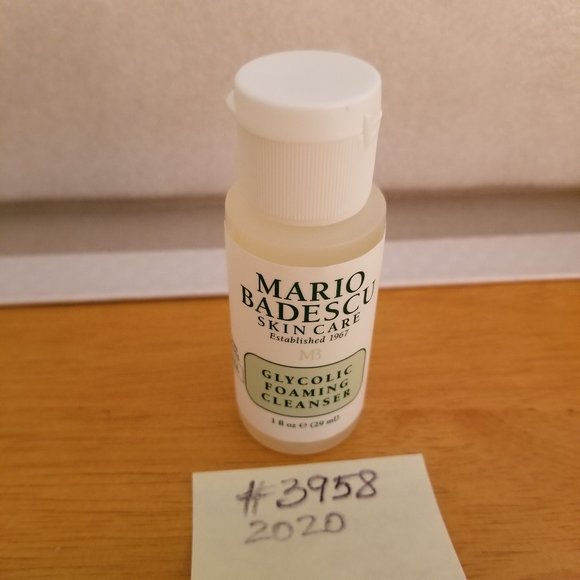 MARIO
BADESCU
SKIN CARE
Established 1967
MB
GLYCOLIC
FOAMING
CLEANSER
1 fl oz ℮ (29 ml)
#3958
2020